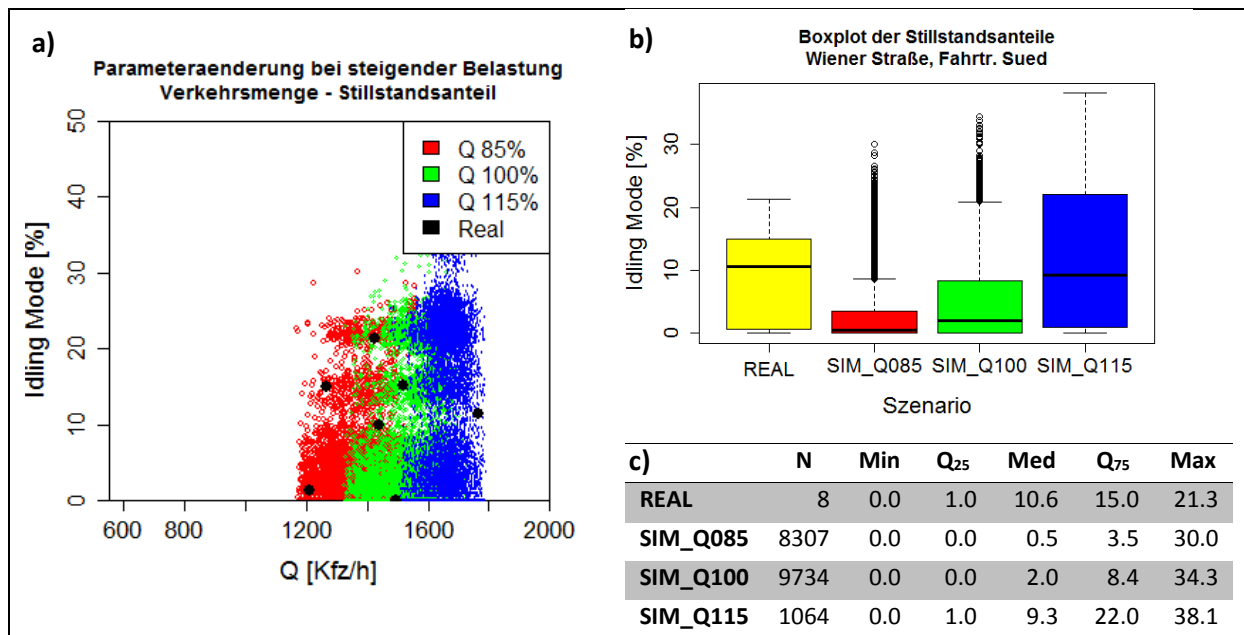 a)
Parameteraenderung bei steigender Belastung
Verkehrsmenge - Stillstandsanteil
Idling Mode [%]
50
40
30
20
10
0
Q 85%
Q 100%
Q 115%
Real
600 800 1200 1600 2000
Q [Kfz/h]
b)
Boxplot der Stillstandsanteile
Wiener Straße, Fahrtr. Sued
Idling Mode [%]
30
20
10
0
REAL SIM_Q085 SIM_Q100 SIM_Q115
Szenario
c) N Min Q25 Med Q75 Max
REAL 8 0.0 1.0 10.6 15.0 21.3
SIM_Q085 8307 0.0 0.0 0.5 3.5 30.0
SIM_Q100 9734 0.0 0.0 2.0 8.4 34.3
SIM_Q115 1064 0.0 1.0 9.3 22.0 38.1